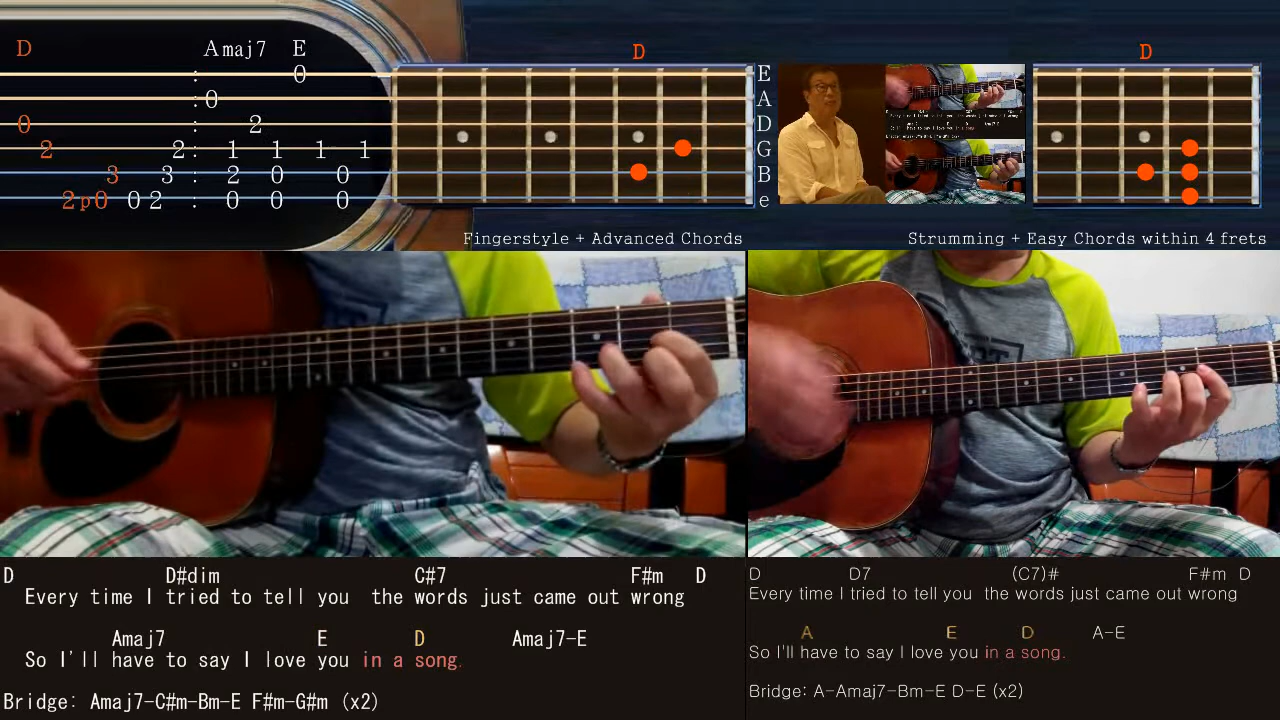 D Amaj7 E
0
:0
0 : 2
2 2: 1 1 1 1
3 3: 2 0 0
2p0 02 : 0 0 0
D
E
A
D
G
B
e
D
Fingerstyle + Advanced Chords
Strumming + Easy Chords within 4 frets
D D#dim C#7 F#m D
Every time I tried to tell you the words just came out wrong
Amaj7 E D Amaj7-E
So I'll have to say I love you in a song.
Bridge: Amaj7-C#m-Bm-E F#m-G#m (x2)
D D7 (C7)# F#m D
Every time I tried to tell you the words just came out wrong
A E D A-E
So I'll have to say I love you in a song.
Bridge: A-Amaj7-Bm-E D-E (x2)